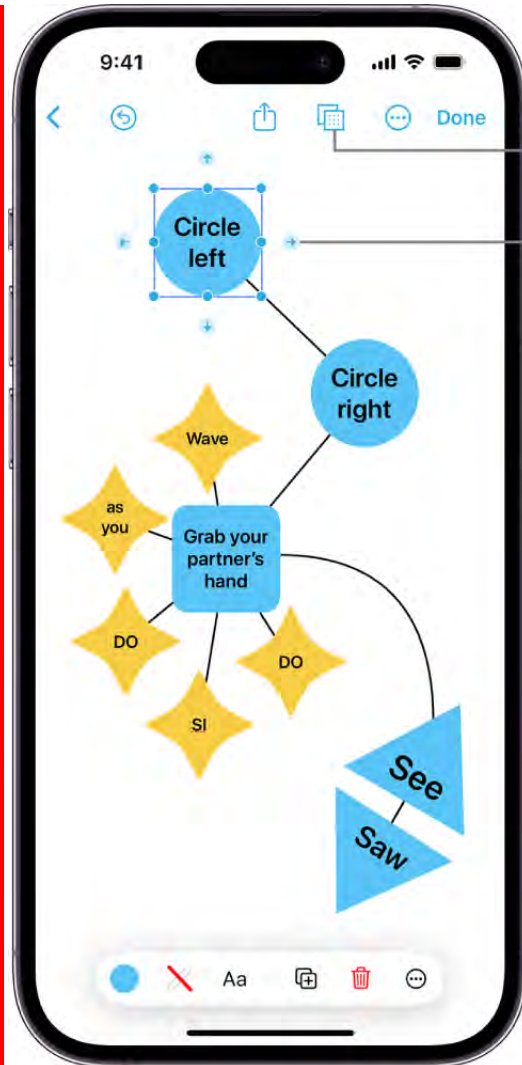 9:41
Done
Circle
left
Circle
right
Wave
as
you
Grab your
partner's
hand
DO
DO
SI
See
Saw
Aa